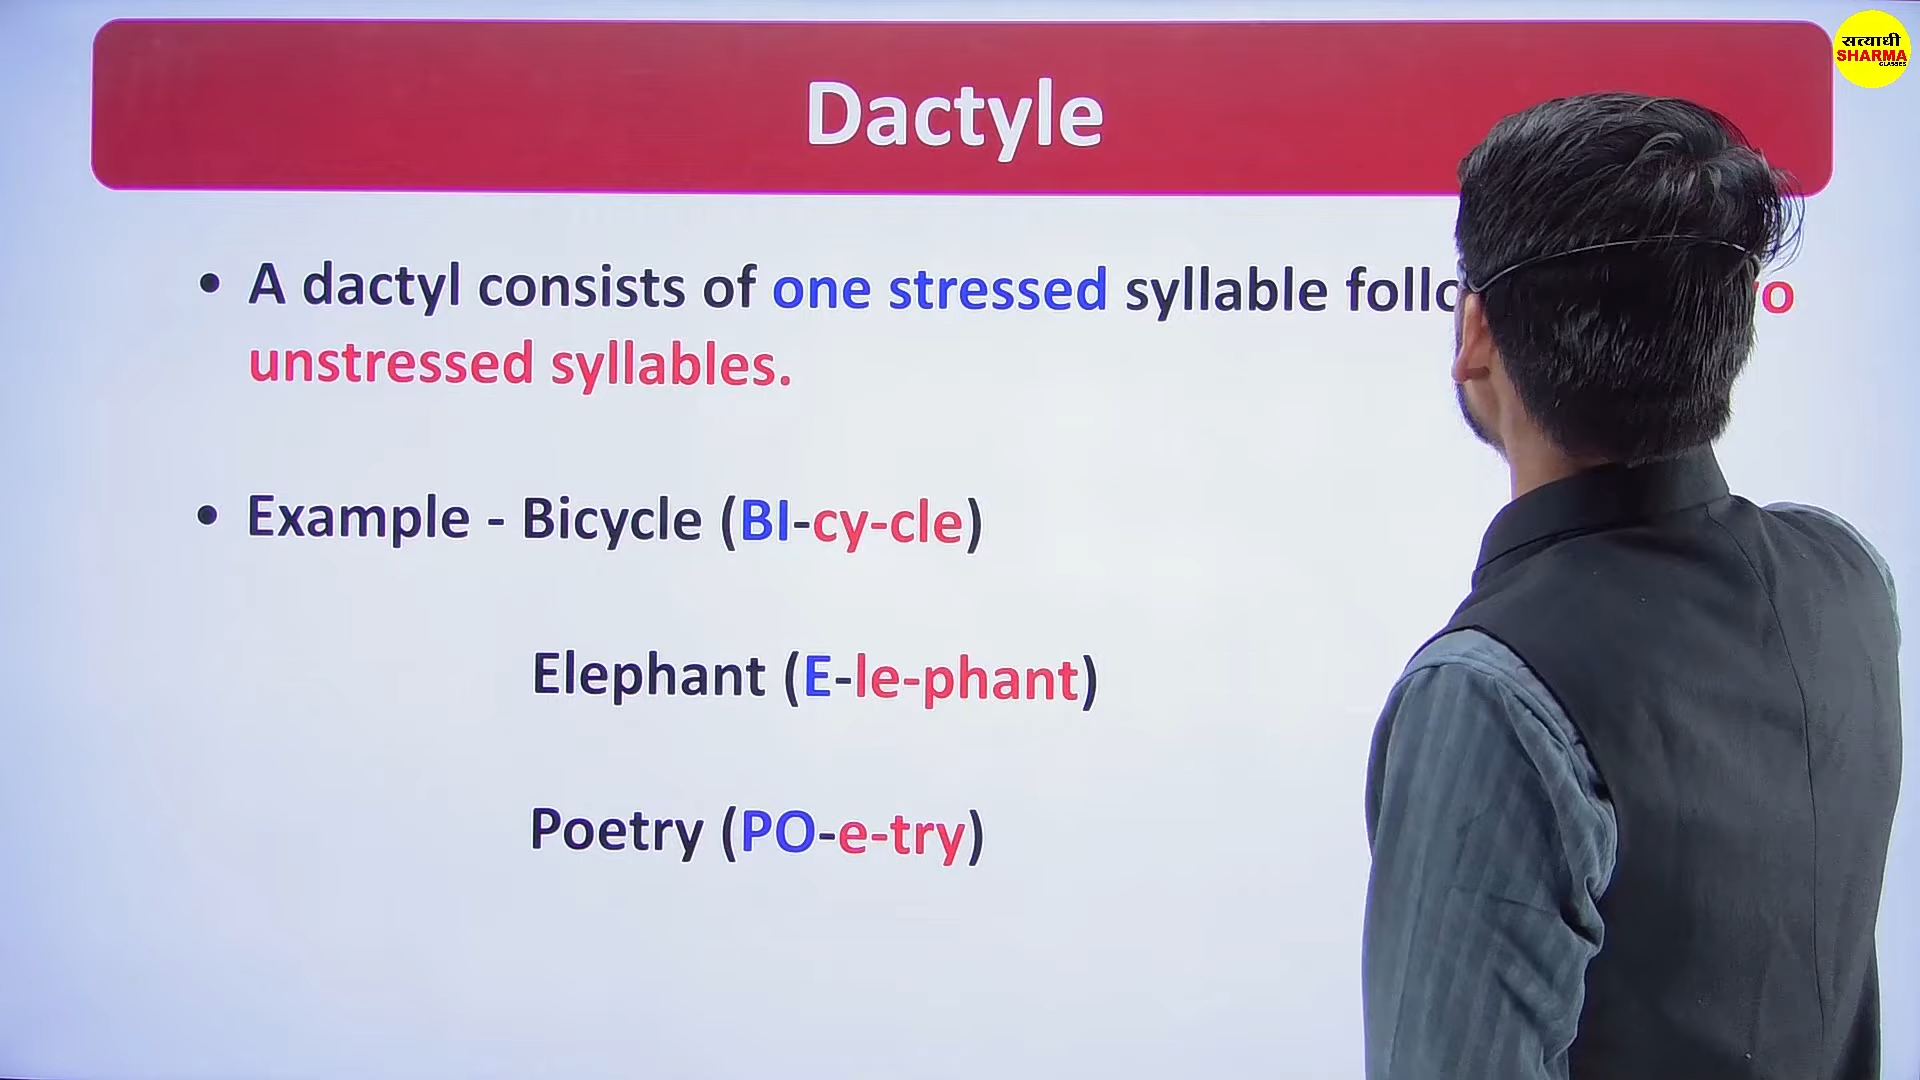 Dactyle
सत्यार्थी
SHARMA
CLASSES
• A dactyl consists of one stressed syllable
unstressed syllables.
• Example - Bicycle (BI-cy-cle)
Elephant (E-le-phant)
Poetry (PO-e-try)